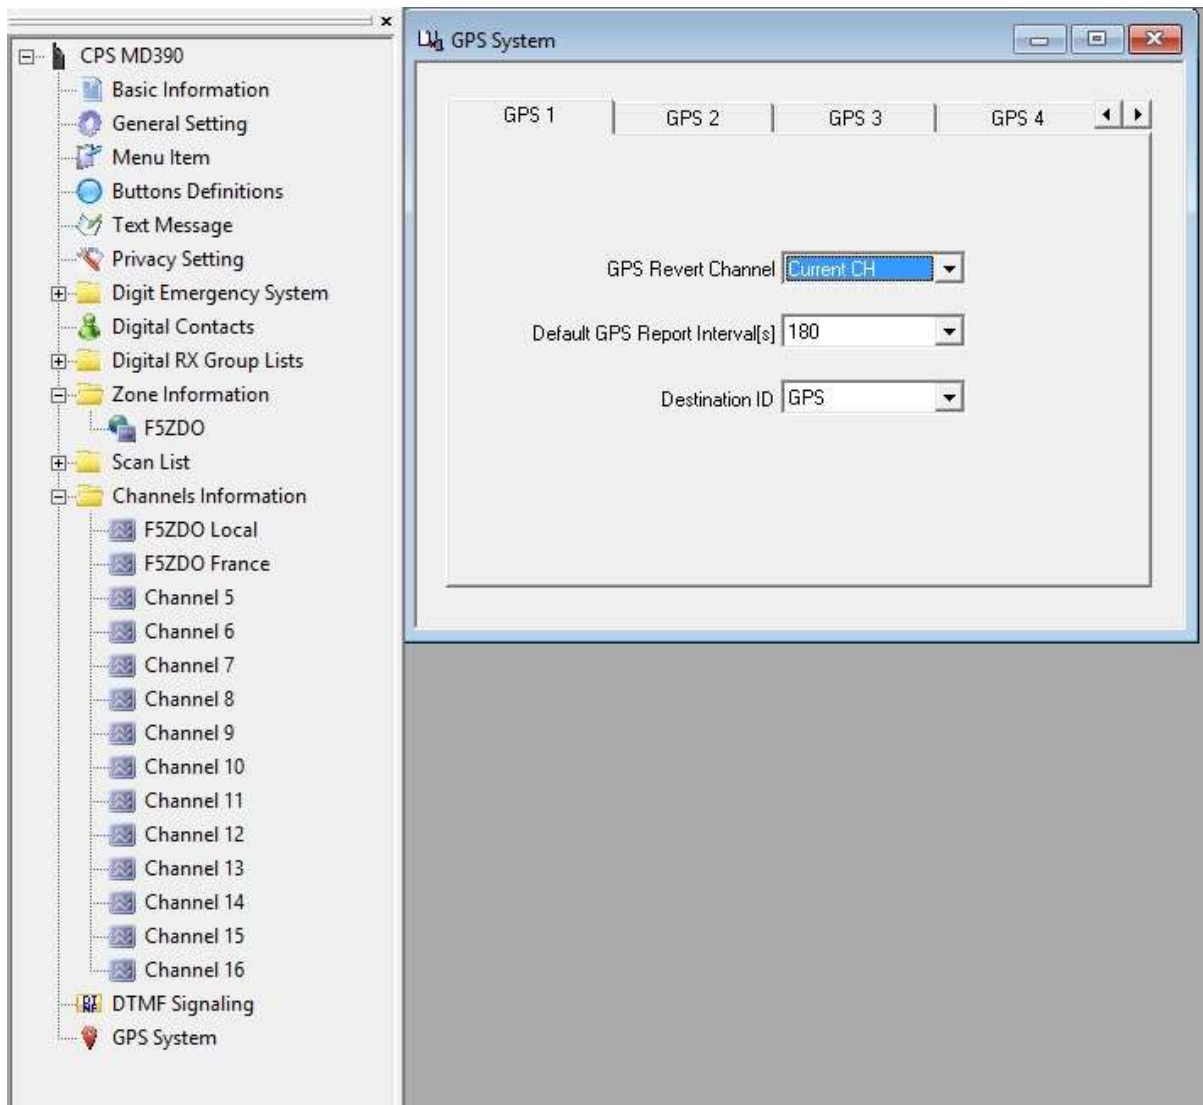 CPS MD390
Basic Information
General Setting
Menu Item
Buttons Definitions
Text Message
Privacy Setting
Digit Emergency System
Digital Contacts
Digital RX Group Lists
Zone Information
F5ZDO
Scan List
Channels Information
F5ZDO Local
F5ZDO France
Channel 5
Channel 6
Channel 7
Channel 8
Channel 9
Channel 10
Channel 11
Channel 12
Channel 13
Channel 14
Channel 15
Channel 16
DTMF Signaling
GPS System
GPS System
GPS 1 GPS 2 GPS 3 GPS 4
GPS Revert Channel Current CH
Default GPS Report Interval[s] 180
Destination ID GPS